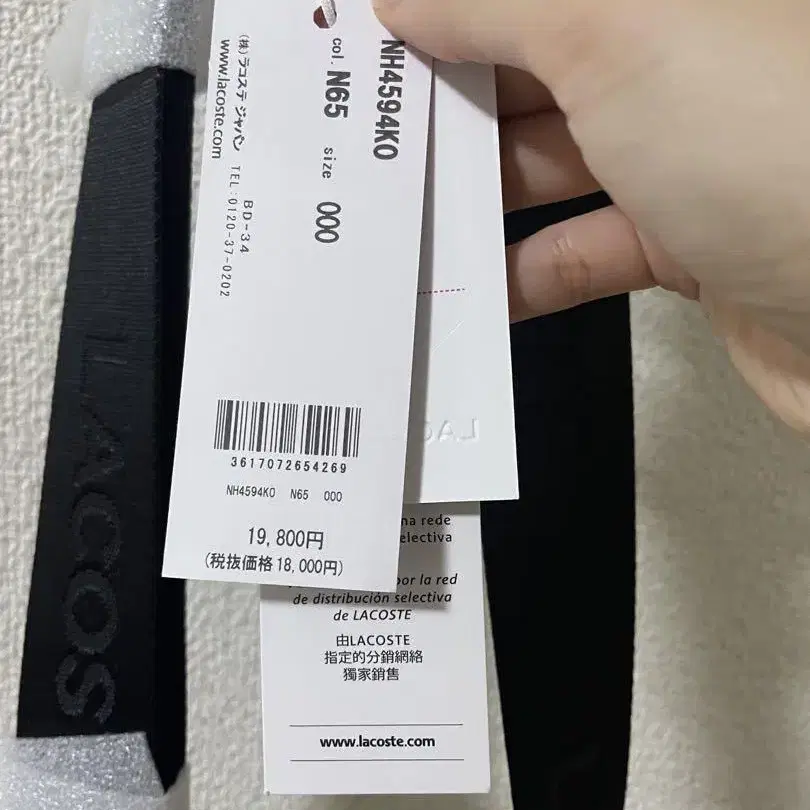 NH4594K0
col. N65 size 000
BD-34
(株)ラコステ ジャパン TEL:0120-37-0202
www.lacoste.com
3617072654269
NH4594K0 N65 000
19,800円
(税抜価格18,000円)
LACOS
na rede
electiva
por la red
de distribución selectiva
de LACOSTE
由LACOSTE
指定的分銷網絡
獨家銷售
www.lacoste.com